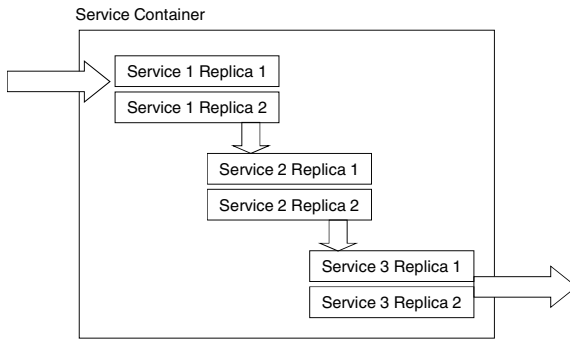 Service Container
Service 1 Replica 1
Service 1 Replica 2
Service 2 Replica 1
Service 2 Replica 2
Service 3 Replica 1
Service 3 Replica 2